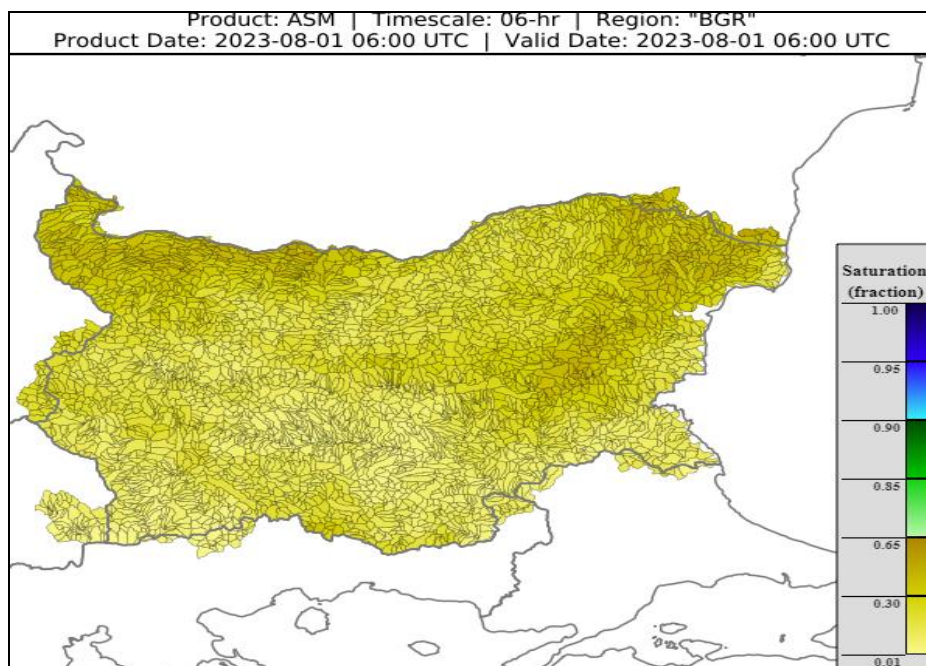 Product: ASM | Timescale: 06-hr | Region: "BGR"
Product Date: 2023-08-01 06:00 UTC | Valid Date: 2023-08-01 06:00 UTC
Saturation
(fraction)
1.00
0.95
0.90
0.85
0.65
0.30
0.01